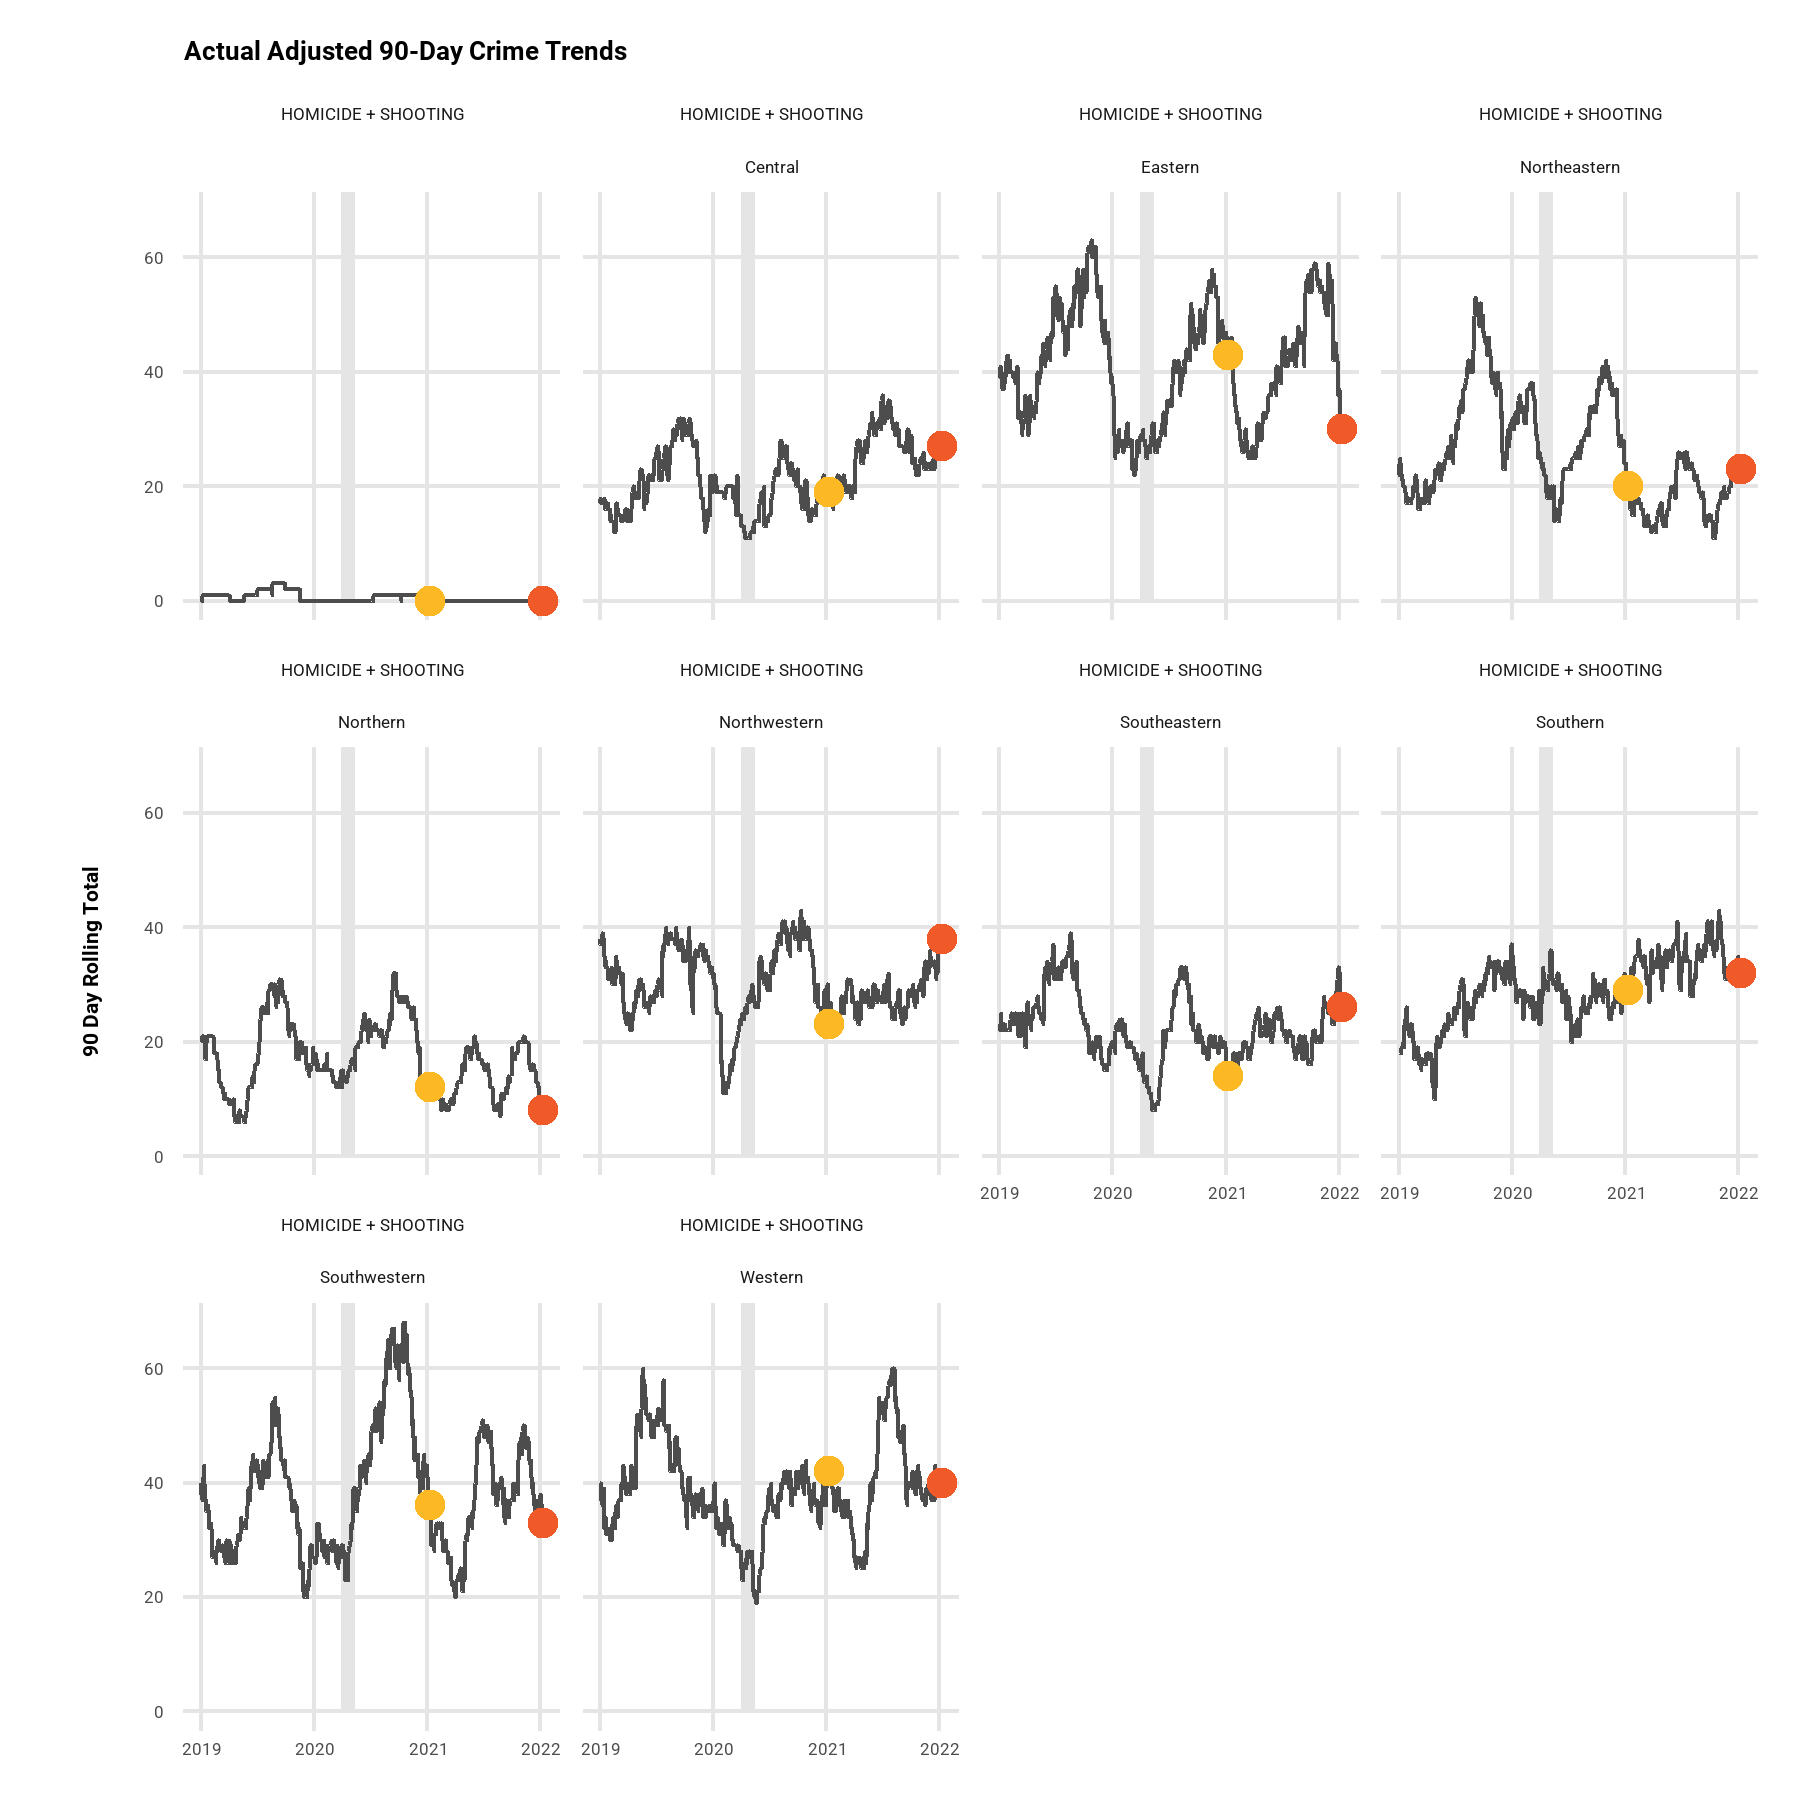 Actual Adjusted 90-Day Crime Trends
HOMICIDE + SHOOTING
HOMICIDE + SHOOTING
HOMICIDE + SHOOTING
HOMICIDE + SHOOTING
Central
Eastern
Northeastern
60
40
20
0
HOMICIDE + SHOOTING
HOMICIDE + SHOOTING
HOMICIDE + SHOOTING
HOMICIDE + SHOOTING
Northern
Northwestern
Southeastern
Southern
90 Day Rolling Total
60
40
20
0
2019 2020 2021 2022
2019 2020 2021 2022
HOMICIDE + SHOOTING
HOMICIDE + SHOOTING
Southwestern
Western
60
40
20
0
2019 2020 2021 2022
2019 2020 2021 2022